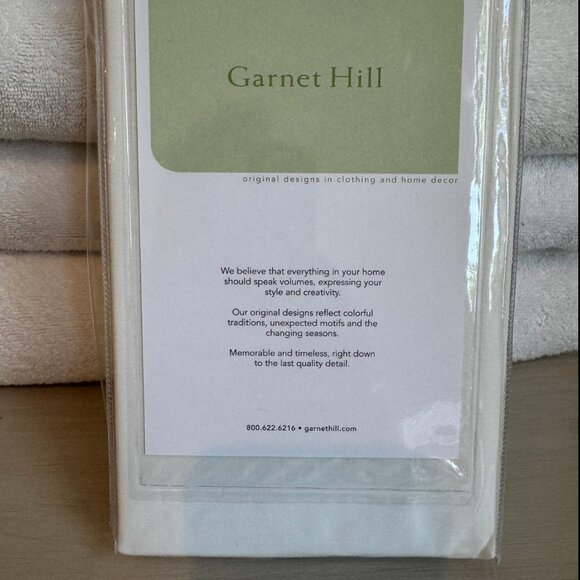 Garnet Hill
original designs in clothing and home decor
We believe that everything in your home
should speak volumes, expressing your
style and creativity.
Our original designs reflect colorful
traditions, unexpected motifs and the
changing seasons.
Memorable and timeless, right down
to the last quality detail.
800.622.6216 • garnethill.com